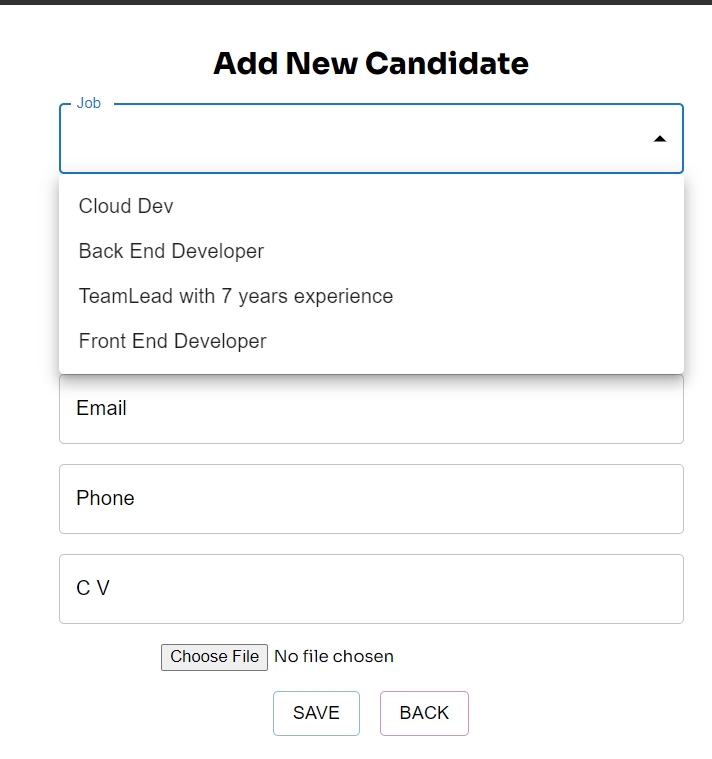 Add New Candidate
Job
Cloud Dev
Back End Developer
TeamLead with 7 years experience
Front End Developer
Email
Phone
C V
Choose File No file chosen
SAVE BACK